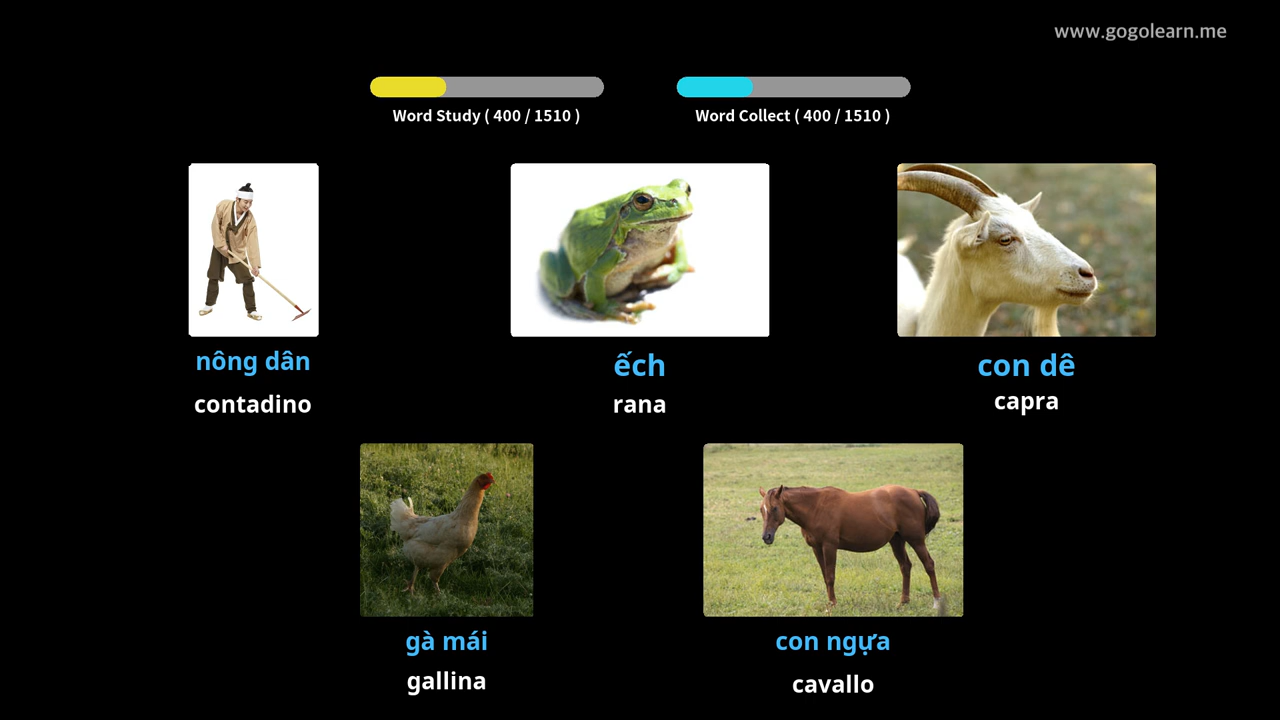 www.gogolearn.me
Word Study ( 400 / 1510 )
Word Collect ( 400 / 1510 )
nông dân
contadino
ếch
rana
con dê
capra
gà mái
gallina
con ngựa
cavallo